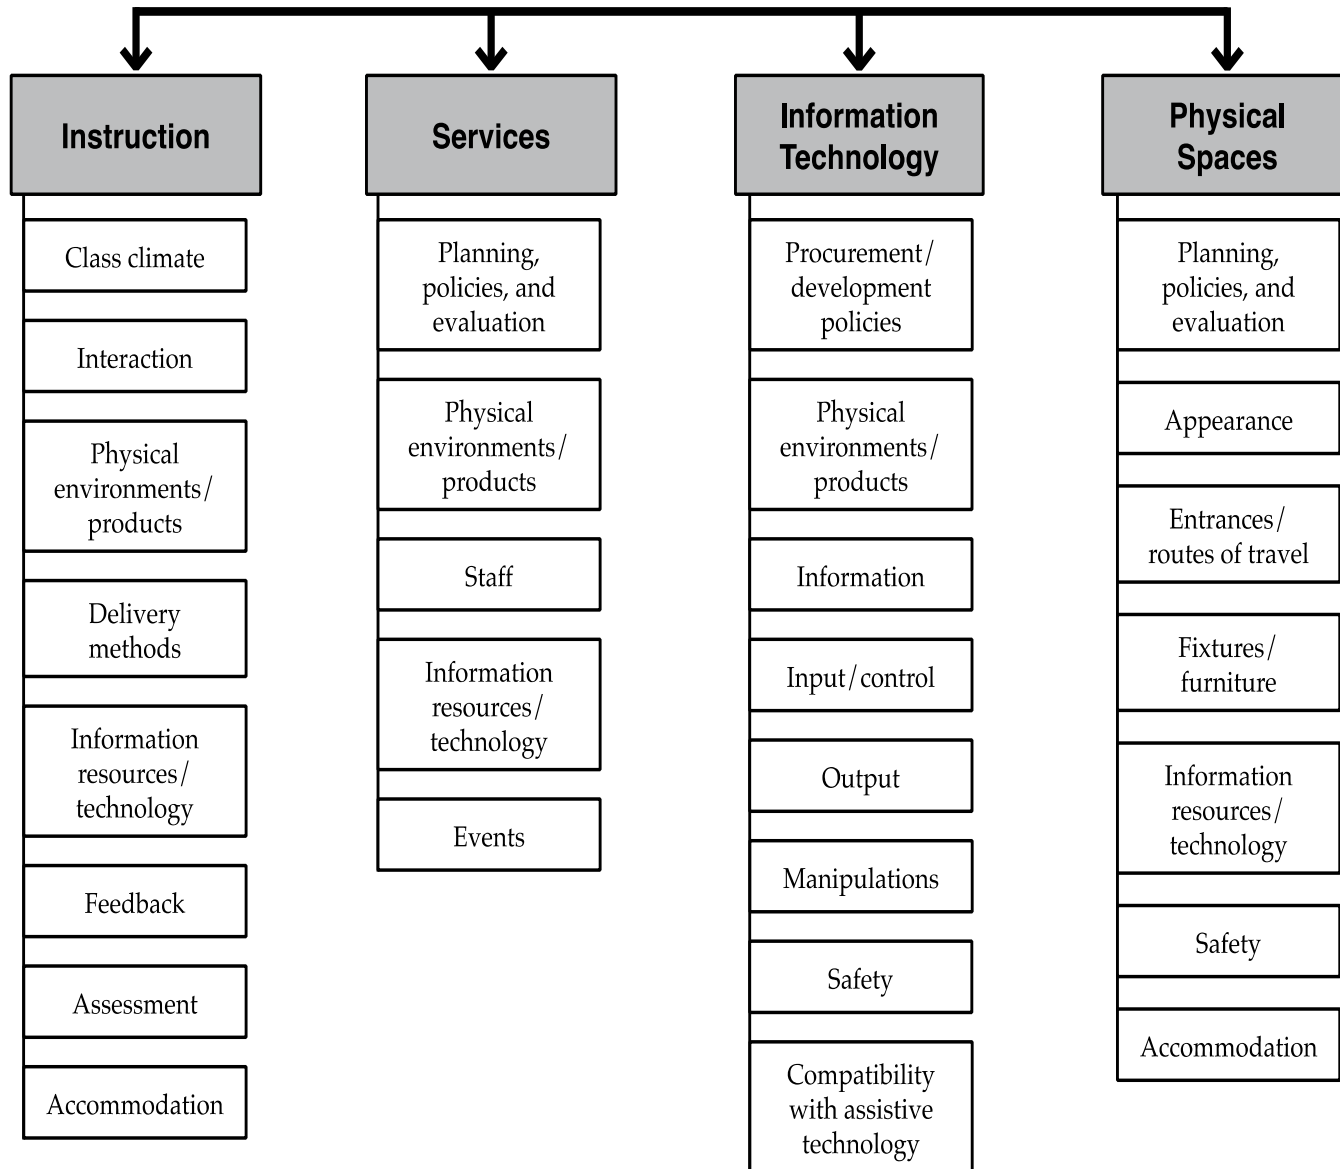 Instruction
Class climate
Interaction
Physical
environments/
products
Delivery
methods
Information
resources/
technology
Feedback
Assessment
Accommodation
Services
Planning,
policies, and
evaluation
Physical
environments/
products
Staff
Information
resources/
technology
Events
Information
Technology
Procurement/
development
policies
Physical
environments/
products
Information
Input/control
Output
Manipulations
Safety
Compatibility
with assistive
technology
Physical
Spaces
Planning,
policies, and
evaluation
Appearance
Entrances/
routes of travel
Fixtures/
furniture
Information
resources/
technology
Safety
Accommodation